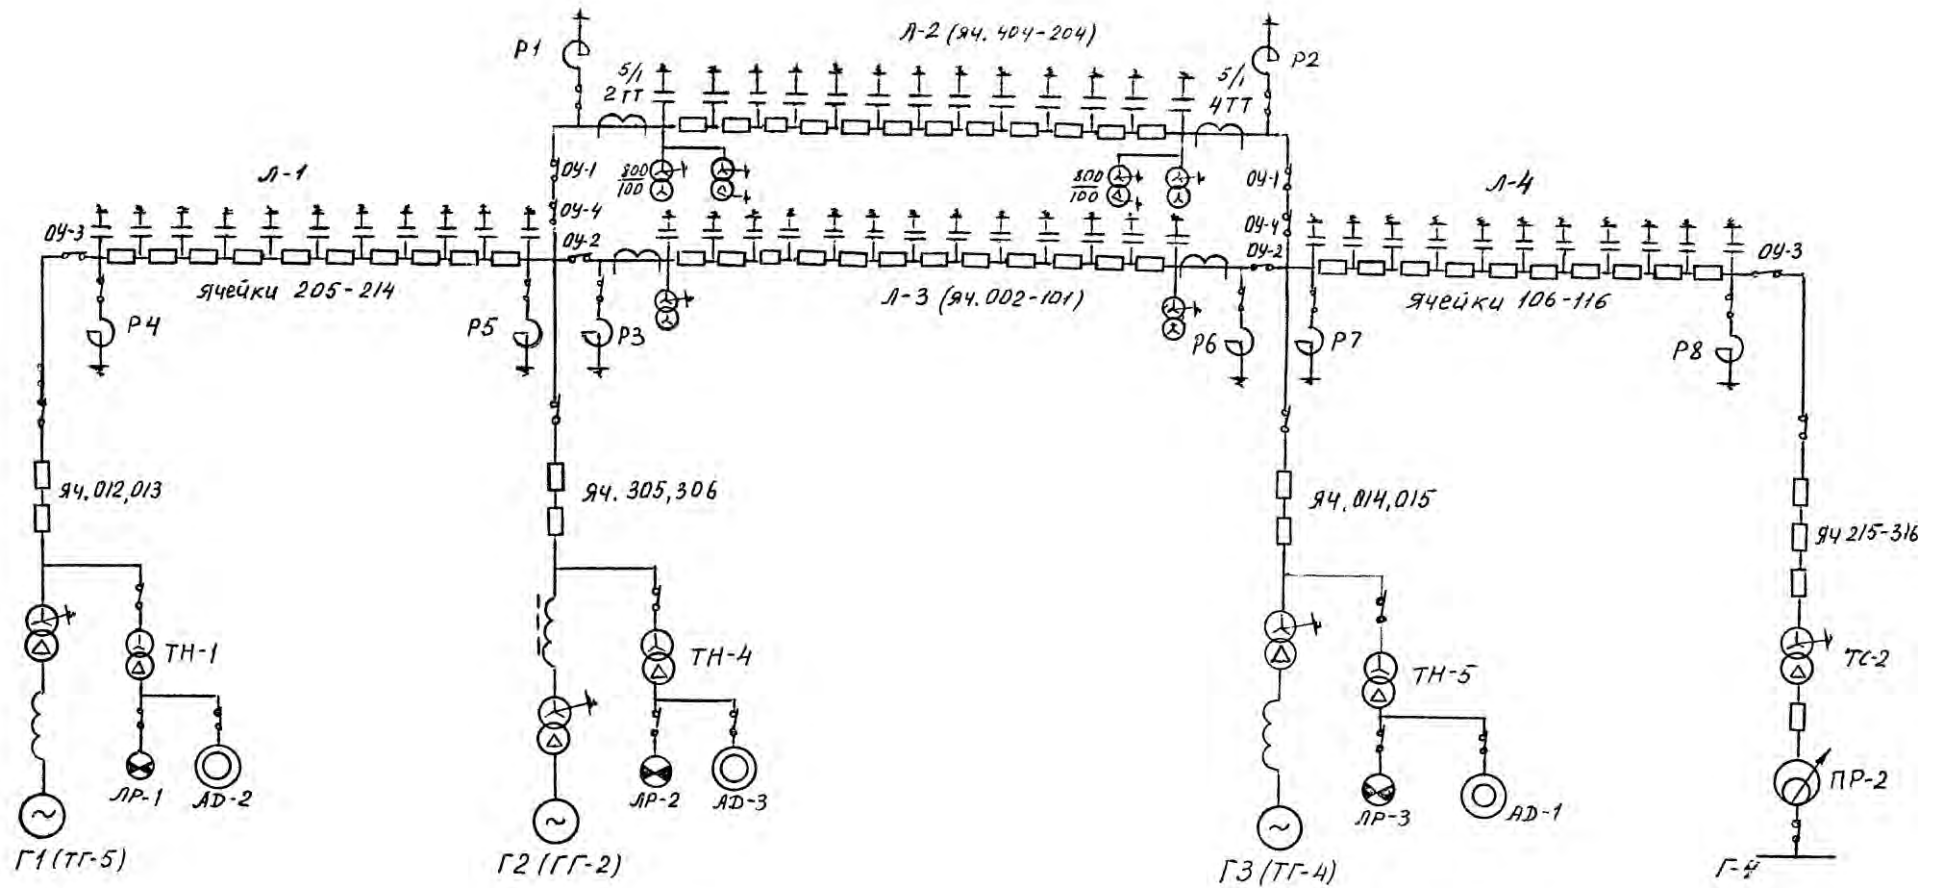 Л-2 (яч. 404-204)
Р1
Р2
5/1
2ТТ
5/1
4ТТ
800
100
800
100
ОУ-1
ОУ-1
Л-1
Л-4
ОУ-4
ОУ-4
ОУ-3
ОУ-2
ОУ-2
ОУ-3
Ячейки 205-214
Л-3 (яч. 002-101)
Ячейки 106-116
Р4
Р5
Р3
Р6
Р7
Р8
яч. 012,013
яч. 305,306
яч. 014,015
яч 215-316
ТН-1
ТН-4
ТН-5
ТС-2
ПР-2
ЛР-1
АД-2
ЛР-2
АД-3
ЛР-3
АД-1
Г1 (ТГ-5)
Г2 (ГГ-2)
Г3 (ТГ-4)
Г-4